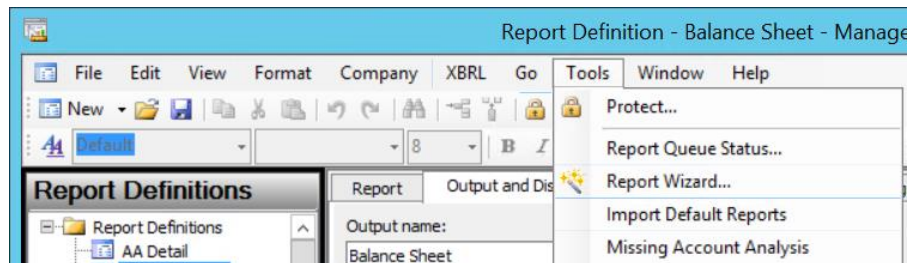 Report Definition - Balance Sheet - Manage
File Edit View Format Company XBRL Go Tools Window Help
New 8 B I Protect...
Default Report Queue Status...
Report Definitions Report Output and Dis Report Wizard...
Report Definitions Output name: Import Default Reports
AA Detail Balance Sheet Missing Account Analysis